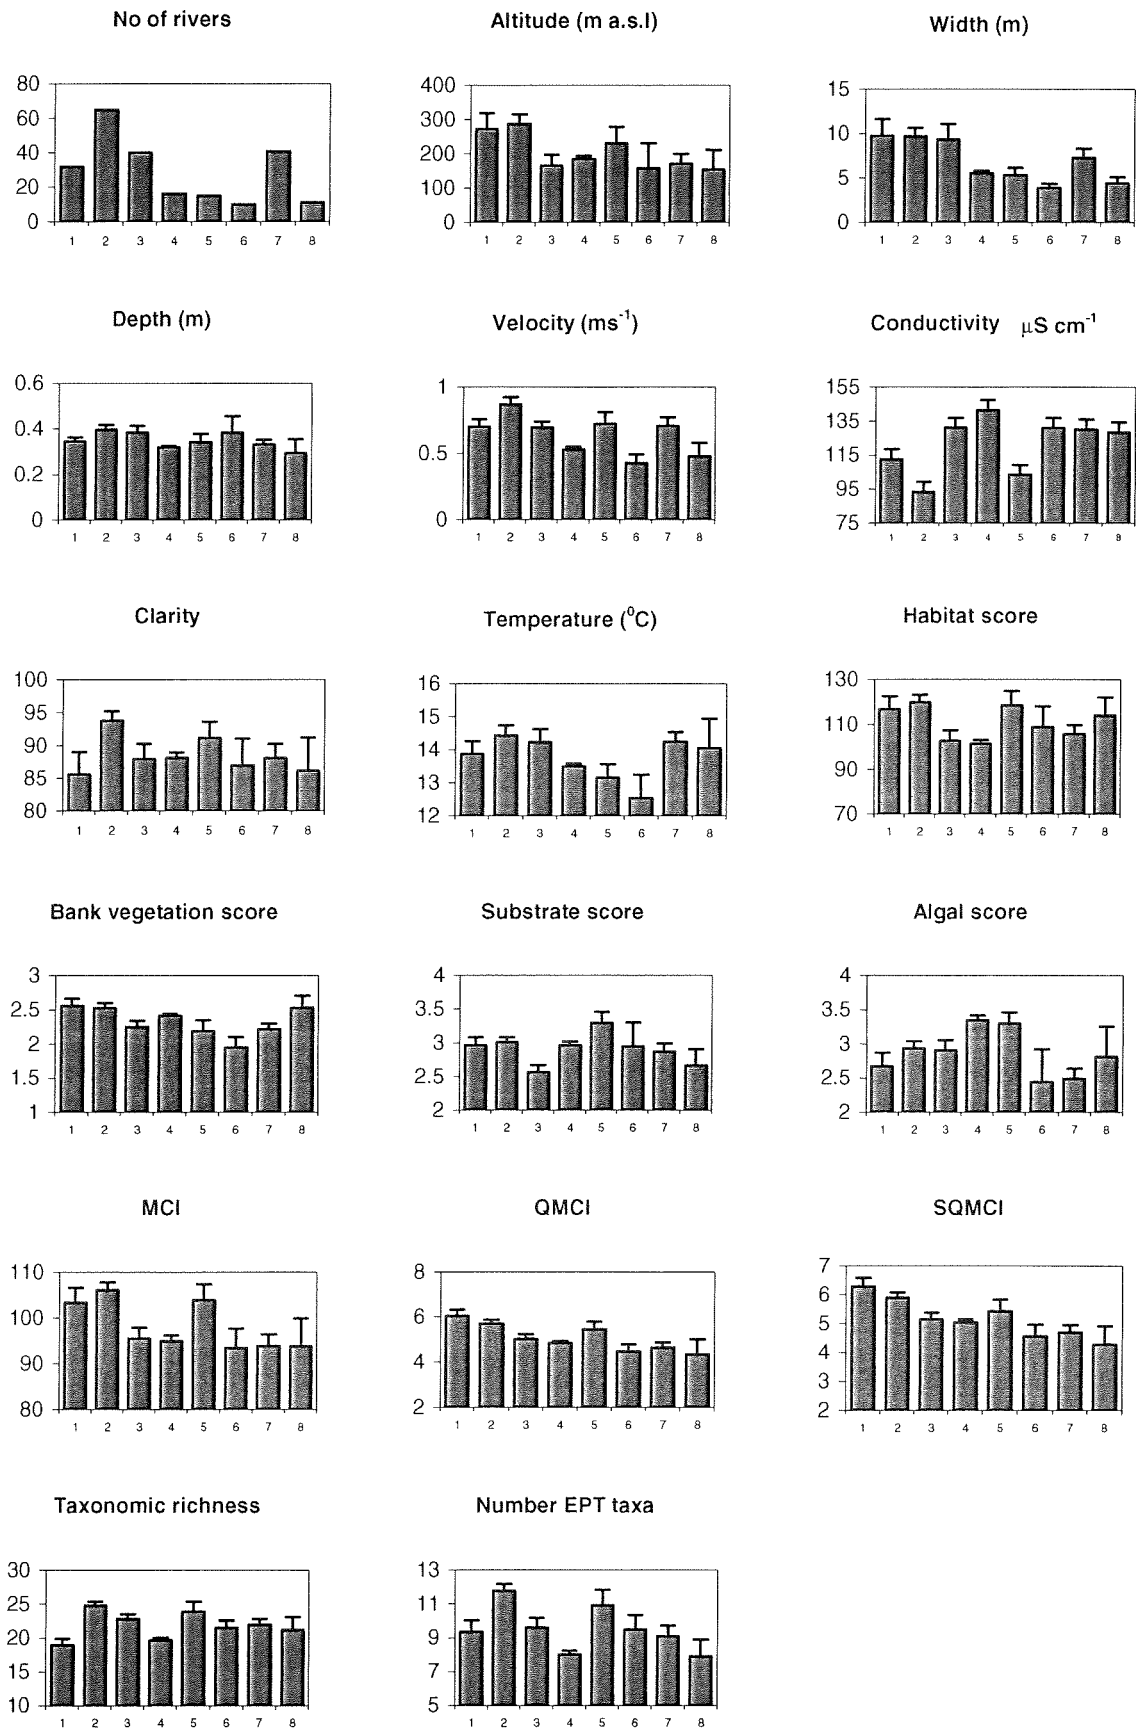 No of rivers
Altitude (m a.s.l)
Width (m)
80
60
40
20
0
1 2 3 4 5 6 7 8
400
300
200
100
0
1 2 3 4 5 6 7 8
15
10
5
0
1 2 3 4 5 6 7 8
Depth (m)
Velocity (ms⁻¹)
Conductivity μS cm⁻¹
0.6
0.4
0.2
0
1 2 3 4 5 6 7 8
1
0.5
0
1 2 3 4 5 6 7 8
155
135
115
95
75
1 2 3 4 5 6 7 8
Clarity
Temperature (⁰C)
Habitat score
100
95
90
85
80
1 2 3 4 5 6 7 8
16
15
14
13
12
1 2 3 4 5 6 7 8
130
110
90
70
1 2 3 4 5 6 7 8
Bank vegetation score
Substrate score
Algal score
3
2.5
2
1.5
1
1 2 3 4 5 6 7 8
4
3.5
3
2.5
2
1 2 3 4 5 6 7 8
4
3.5
3
2.5
2
1 2 3 4 5 6 7 8
MCI
QMCI
SQMCI
110
100
90
80
1 2 3 4 5 6 7 8
8
6
4
2
1 2 3 4 5 6 7 8
7
6
5
4
3
2
1 2 3 4 5 6 7 8
Taxonomic richness
Number EPT taxa
30
25
20
15
10
1 2 3 4 5 6 7 8
13
11
9
7
5
1 2 3 4 5 6 7 8